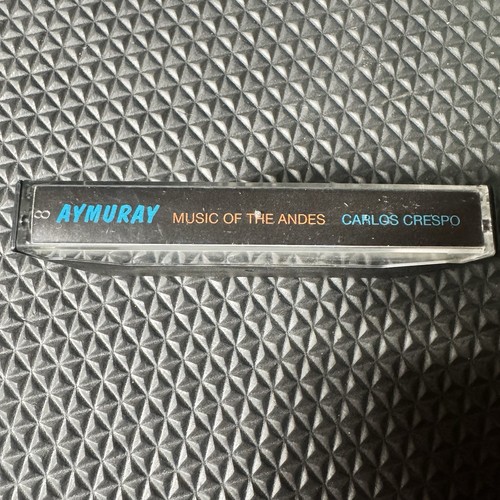 8 AYMURAY MUSIC OF THE ANDES CARLOS CRESPO